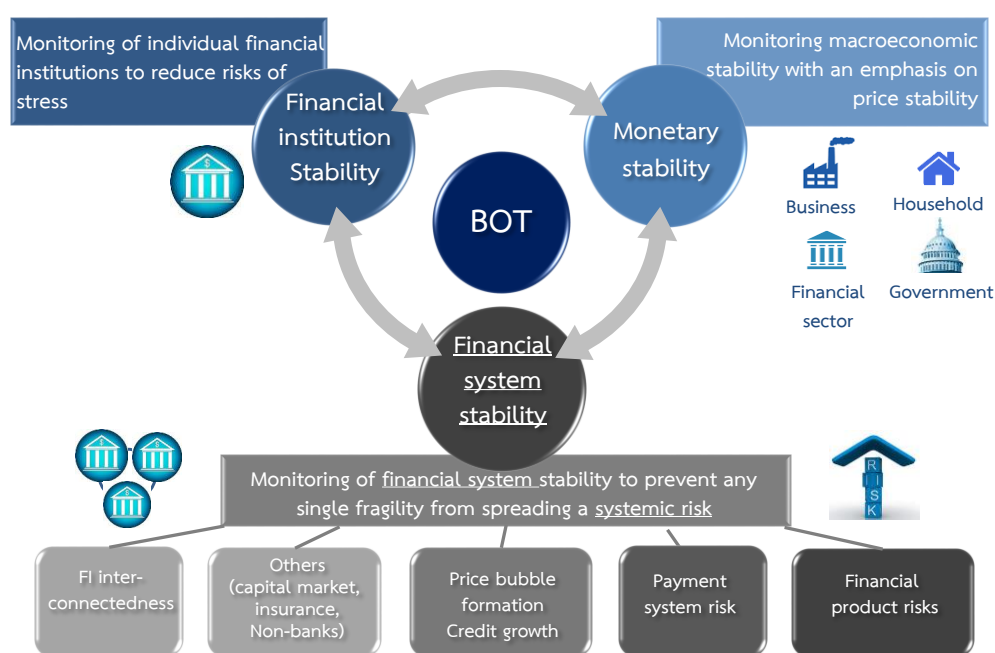 Monitoring of individual financial
institutions to reduce risks of
stress
Monitoring macroeconomic
stability with an emphasis on
price stability
Financial
institution
Stability
Monetary
stability
BOT
Business
Household
Financial
sector
Government
Financial
system
stability
Monitoring of financial system stability to prevent any
single fragility from spreading a systemic risk
R
I
S
K
FI inter-
connectedness
Others
(capital market,
insurance,
Non-banks)
Price bubble
formation
Credit growth
Payment
system risk
Financial
product risks